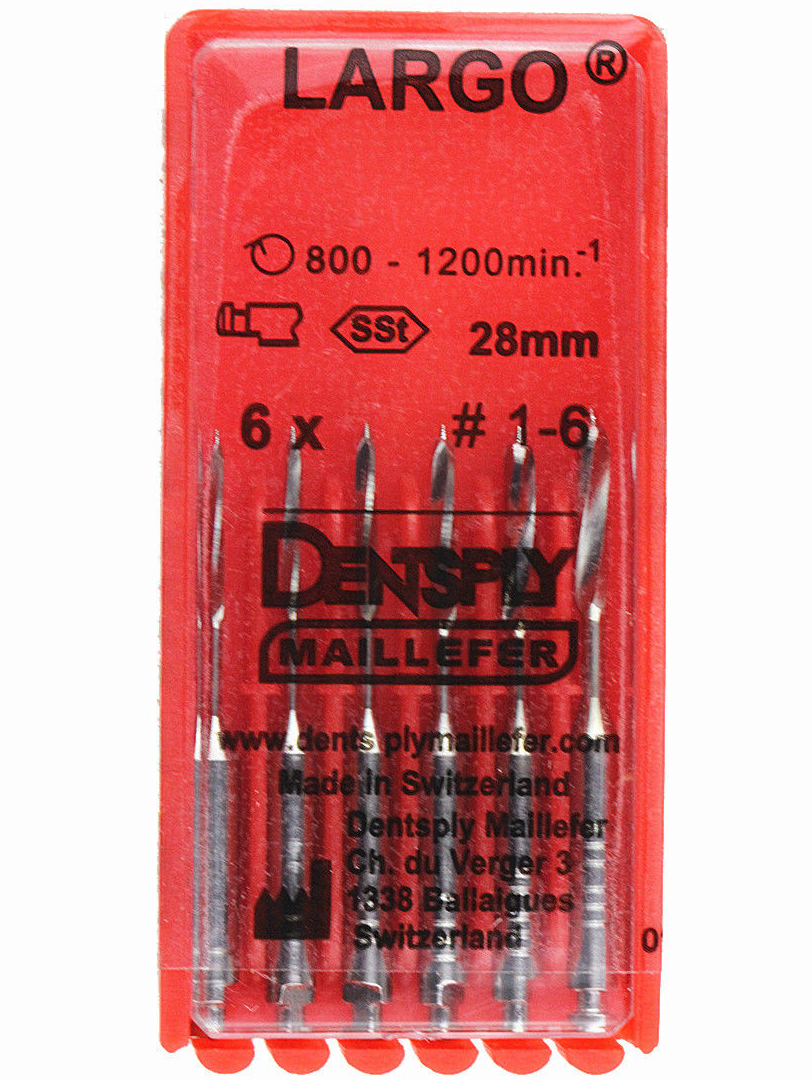 LARGO®
800 - 1200min.-1
SSt 28mm
6 x # 1-6
DENTSPLY
MAILLEFER
www.dentsplymaillefer.com
Made in Switzerland
Dentsply Maillefer
Ch. du Verger 3
1338 Ballaigues
Switzerland